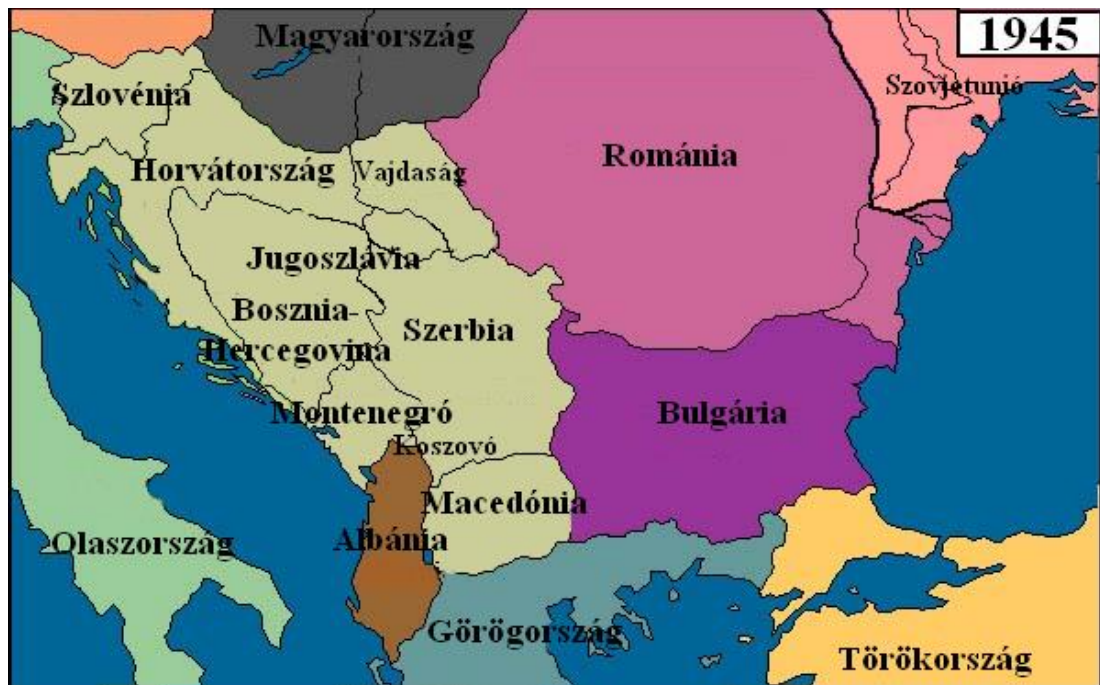 1945
Magyarország
Szlovénia
Szovjetunió
Horvátország
Vajdaság
Románia
Jugoszlávia
Bosznia-
Hercegovina
Szerbia
Montenegró
Koszovó
Bulgária
Macedónia
Olaszország
Albánia
Görögország
Törökország